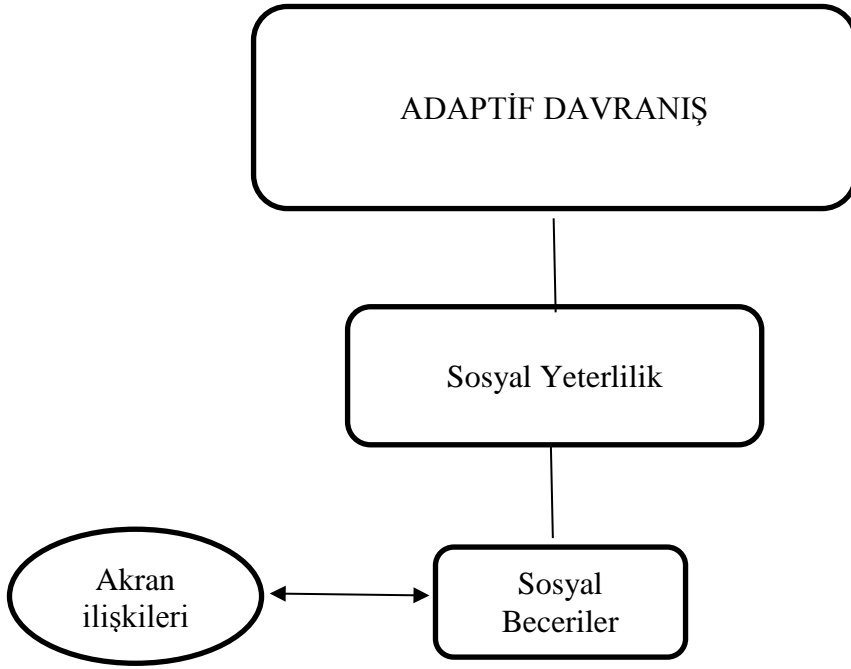 ADAPTİF DAVRANIŞ
Sosyal Yeterlilik
Akran
ilişkileri
Sosyal
Beceriler